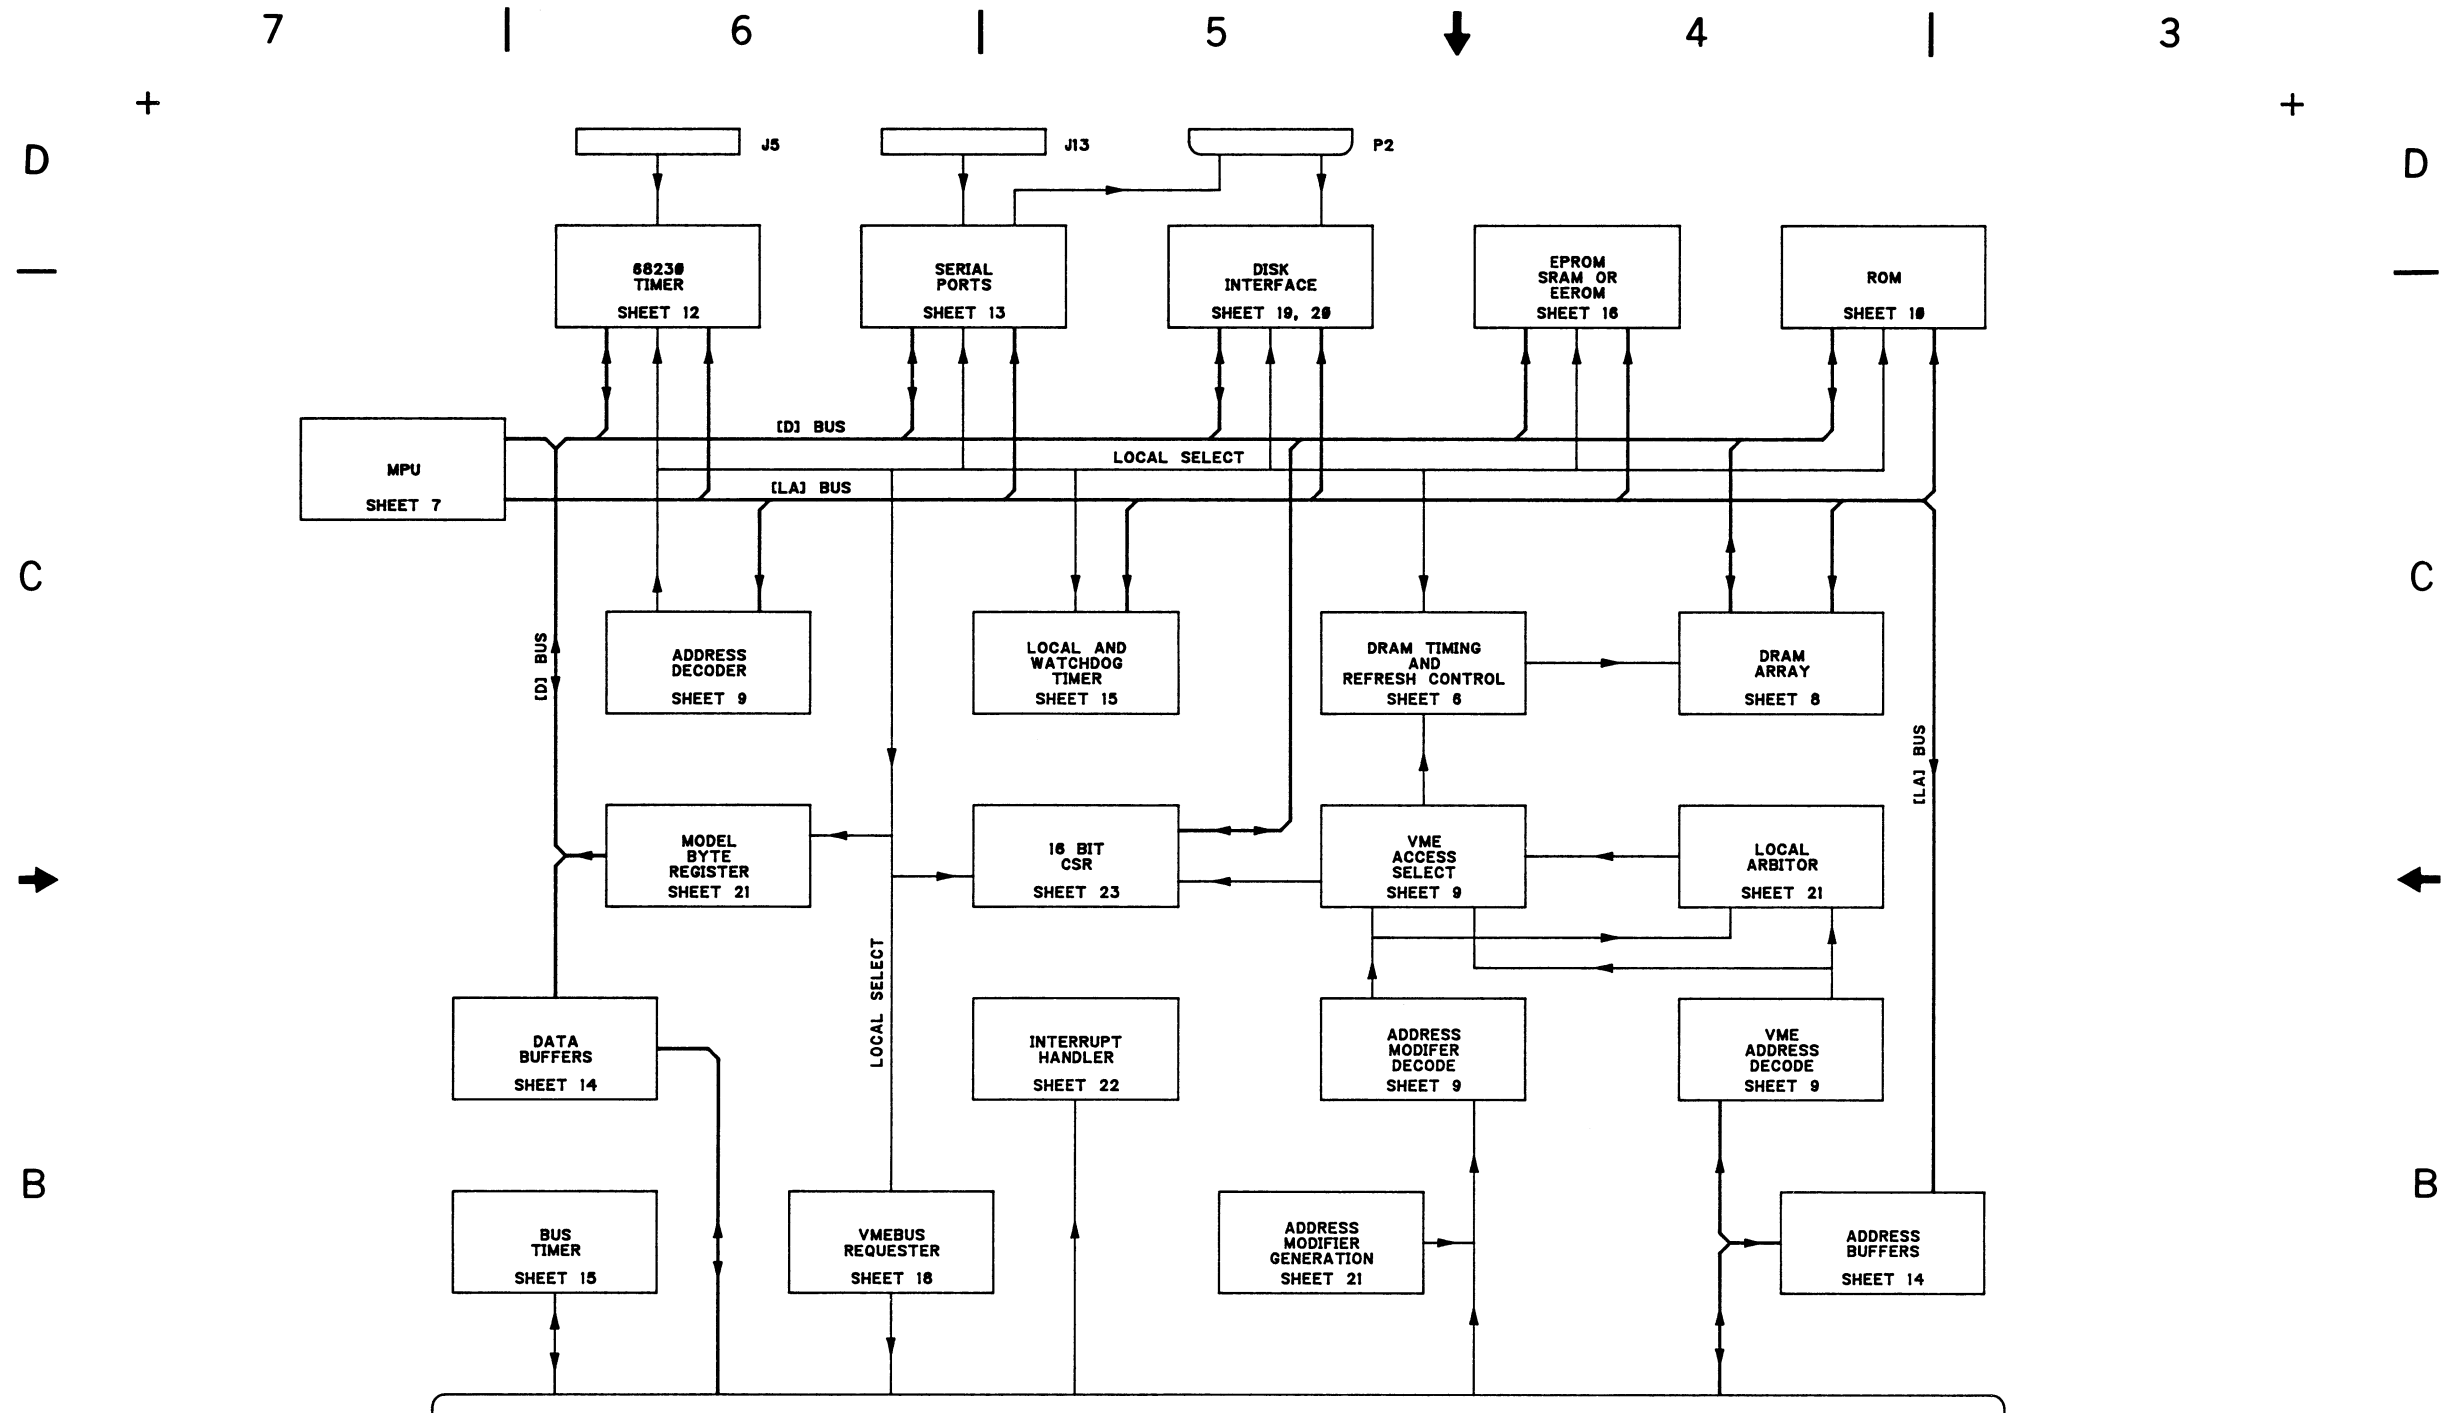 7 6 5 4 3
J5 J13 P2
D D
68230
TIMER
SHEET 12
SERIAL
PORTS
SHEET 13
DISK
INTERFACE
SHEET 19, 20
EPROM
SRAM OR
EEROM
SHEET 16
ROM
SHEET 10
[D] BUS
LOCAL SELECT
[LA] BUS
MPU
SHEET 7
C C
[D] BUS
ADDRESS
DECODER
SHEET 9
LOCAL AND
WATCHDOG
TIMER
SHEET 15
DRAM TIMING
AND
REFRESH CONTROL
SHEET 6
DRAM
ARRAY
SHEET 8
[LA] BUS
MODEL
BYTE
REGISTER
SHEET 21
16 BIT
CSR
SHEET 23
VME
ACCESS
SELECT
SHEET 9
LOCAL
ARBITOR
SHEET 21
LOCAL SELECT
DATA
BUFFERS
SHEET 14
INTERRUPT
HANDLER
SHEET 22
ADDRESS
MODIFER
DECODE
SHEET 9
VME
ADDRESS
DECODE
SHEET 9
B B
BUS
TIMER
SHEET 15
VMEBUS
REQUESTER
SHEET 18
ADDRESS
MODIFIER
GENERATION
SHEET 21
ADDRESS
BUFFERS
SHEET 14